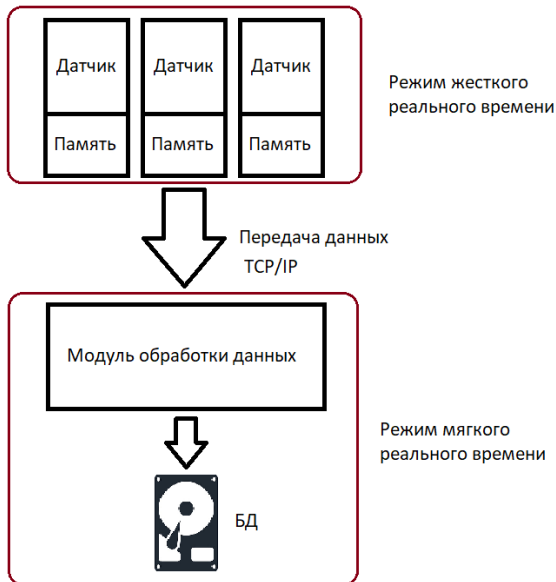 Датчик
Датчик
Датчик
Память
Память
Память
Режим жесткого
реального времени
Передача данных
TCP/IP
Модуль обработки данных
Режим мягкого
реального времени
БД